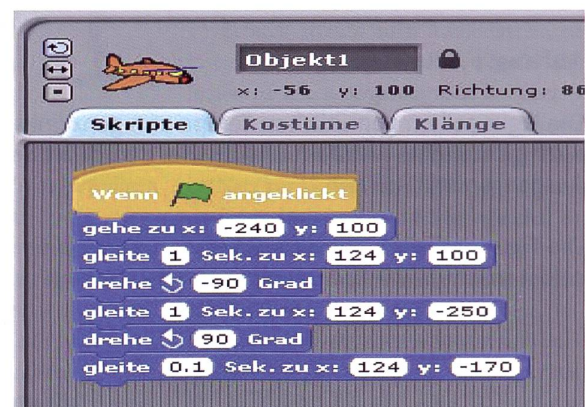 Objekt1
x: -56 y: 100 Richtung: 86
Skripte Kostüme Klänge
Wenn angeklickt
gehe zu x: -240 y: 100
gleite 1 Sek. zu x: 124 y: 100
drehe -90 Grad
gleite 1 Sek. zu x: 124 y: -250
drehe 90 Grad
gleite 0.1 Sek. zu x: 124 y: -170